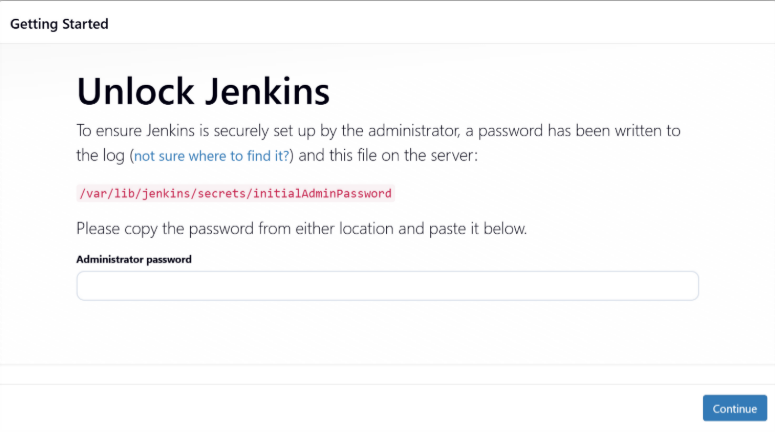 Getting Started
Unlock Jenkins
To ensure Jenkins is securely set up by the administrator, a password has been written to
the log (not sure where to find it?) and this file on the server:
/var/lib/jenkins/secrets/initialAdminPassword
Please copy the password from either location and paste it below.
Administrator password
Continue